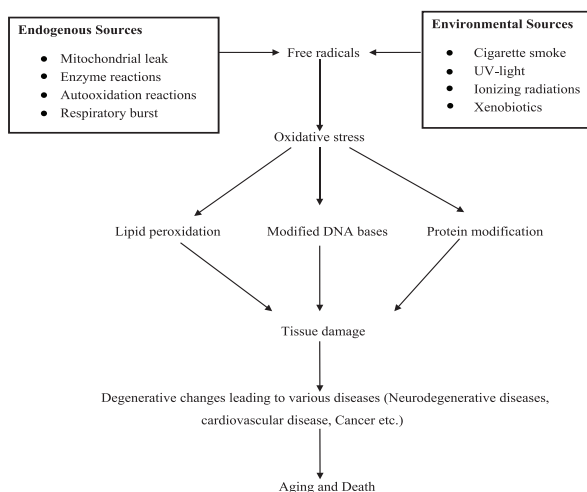 Endogenous Sources
● Mitochondrial leak
● Enzyme reactions
● Autooxidation reactions
● Respiratory burst
Free radicals
Environmental Sources
● Cigarette smoke
● UV-light
● Ionizing radiations
● Xenobiotics
Oxidative stress
Lipid peroxidation
Modified DNA bases
Protein modification
Tissue damage
Degenerative changes leading to various diseases (Neurodegenerative diseases,
cardiovascular disease, Cancer etc.)
Aging and Death